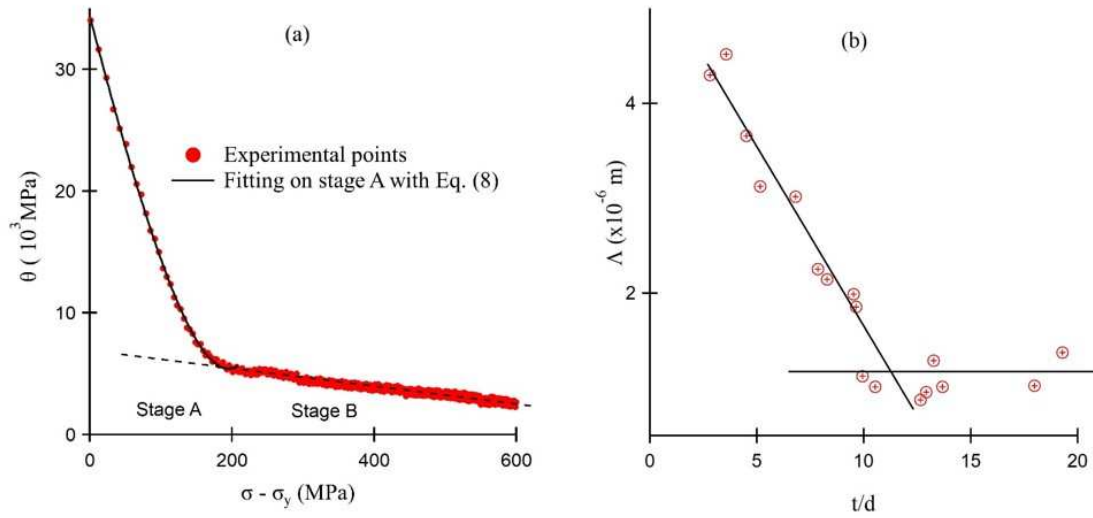 (a)
30
20
10
0
θ ( 10³MPa)
Experimental points
Fitting on stage A with Eq. (8)
Stage A
Stage B
0
200
400
600
σ - σy (MPa)
(b)
4
2
Λ (x10⁻⁶ m)
0
5
10
15
20
t/d